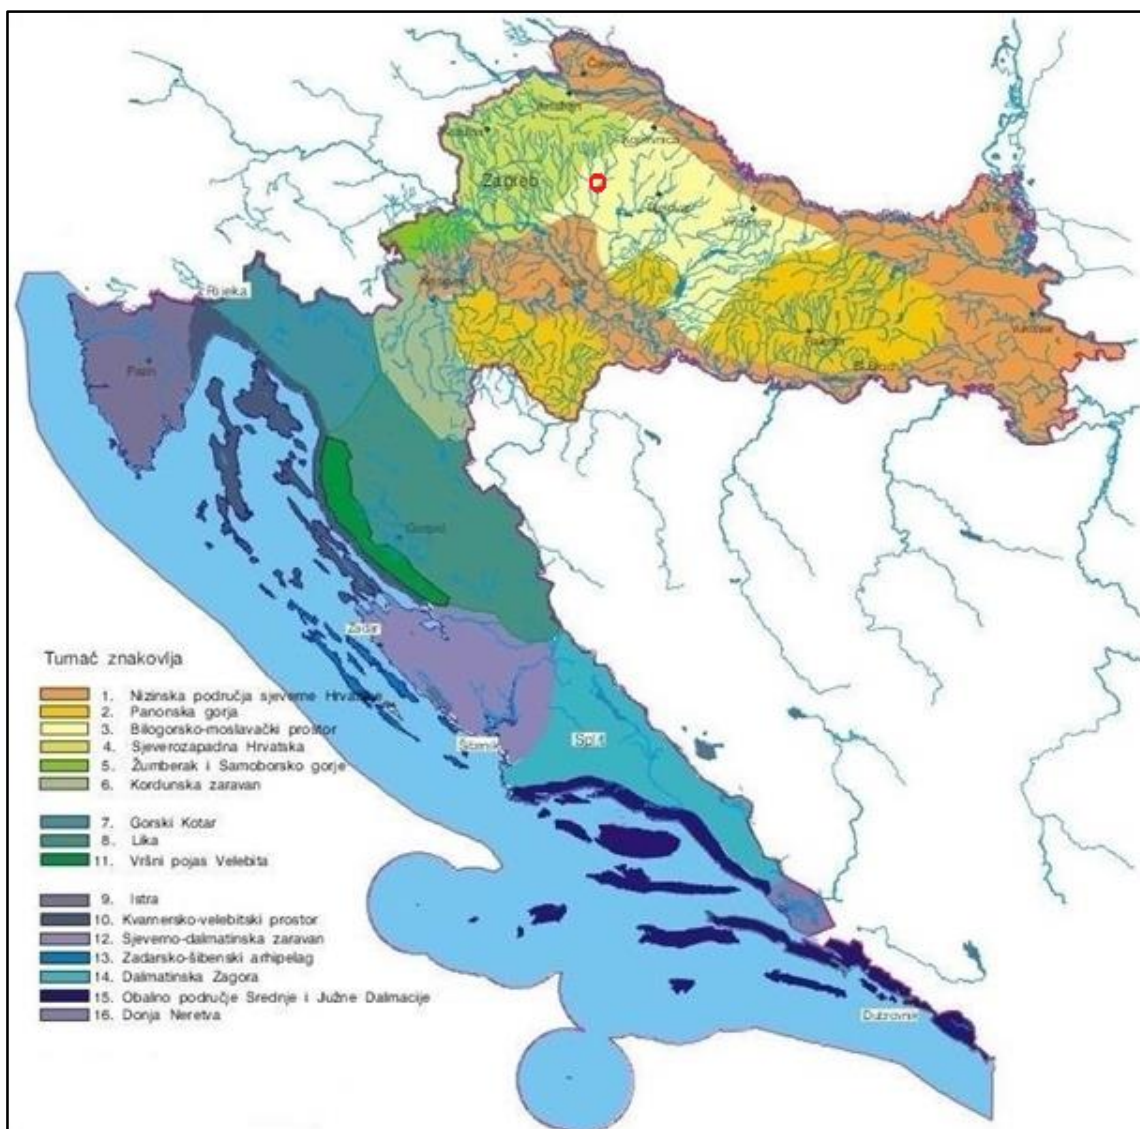 Zagreb
Rijeka
Pazin
Gospić
Zadar
Šibenik
Split
Dubrovnik
Vukovar
Tumač znakovlja
1. Nizinska područja sjeverne Hrvatske
2. Panonska gorja
3. Bilogorsko-moslavački prostor
4. Sjeverozapadna Hrvatska
5. Žumberak i Samoborsko gorje
6. Kordunska zaravan
7. Gorski Kotar
8. Lika
11. Vršni pojas Velebita
9. Istra
10. Kvarnersko-velebitski prostor
12. Sjeverno-dalmatinska zaravan
13. Zadarsko-šibenski arhipelag
14. Dalmatinska Zagora
15. Obalno područje Srednje i Južne Dalmacije
16. Donja Neretva